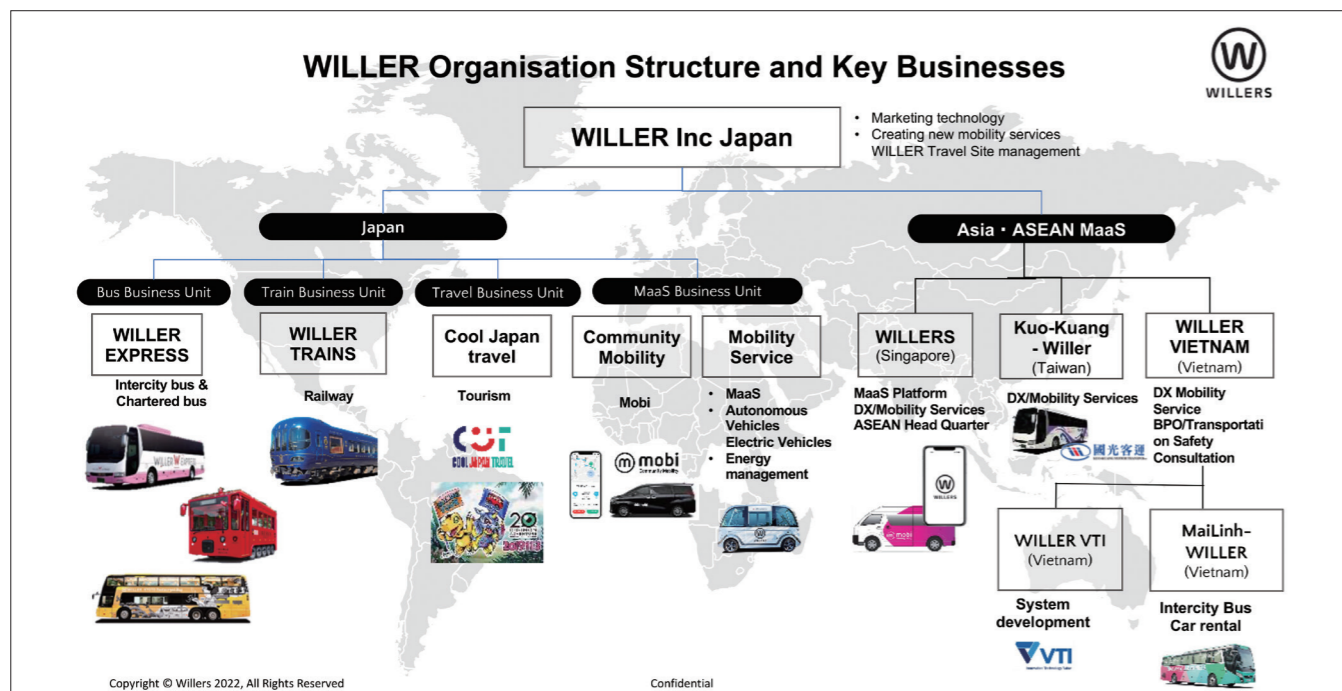 WILLER Organisation Structure and Key Businesses
W
WILLERS
WILLER Inc Japan
• Marketing technology
• Creating new mobility services
WILLER Travel Site management
Japan
Asia・ASEAN MaaS
Bus Business Unit
Train Business Unit
Travel Business Unit
MaaS Business Unit
WILLER
EXPRESS
Intercity bus &
Chartered bus
WILLER
TRAINS
Railway
Cool Japan
travel
Tourism
COOL JAPAN TRAVEL
20
Community
Mobility
Mobi
mobi
Community Mobility
Mobility
Service
• MaaS
• Autonomous
Vehicles
Electric Vehicles
• Energy
management
WILLERS
(Singapore)
MaaS Platform
DX/Mobility Services
ASEAN Head Quarter
WILLERS
mobi
Kuo-Kuang
- Willer
(Taiwan)
DX/Mobility Services
國光客運
WILLER
VIETNAM
(Vietnam)
DX Mobility
Service
BPO/Transportati
on Safety
Consultation
WILLER VTI
(Vietnam)
System
development
VTI
MaiLinh-
WILLER
(Vietnam)
Intercity Bus
Car rental
Copyright © Willers 2022, All Rights Reserved
Confidential